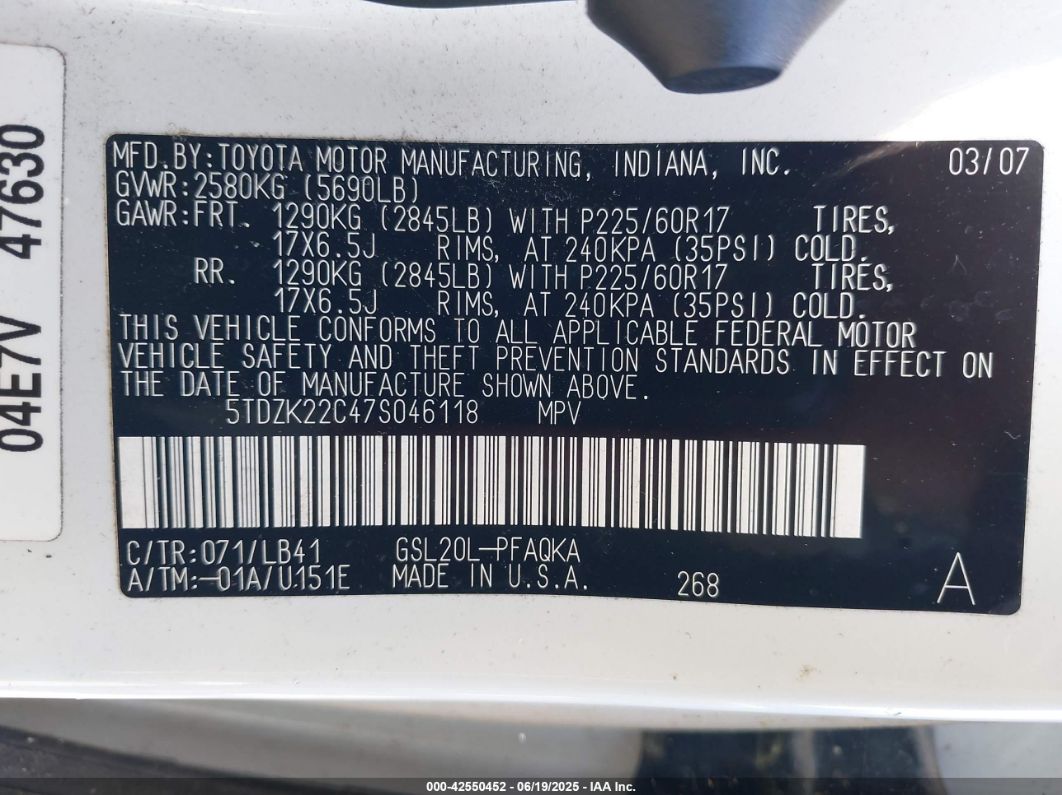 04E7V 47630
MFD.BY:TOYOTA MOTOR MANUFACTURING, INDIANA, INC. 03/07
GVWR:2580KG (5690LB)
GAWR:FRT. 1290KG (2845LB) WITH P225/60R17 TIRES,
17X6.5J RIMS, AT 240KPA (35PSI) COLD.
RR. 1290KG (2845LB) WITH P225/60R17 TIRES,
17X6.5J RIMS, AT 240KPA (35PSI) COLD.
THIS VEHICLE CONFORMS TO ALL APPLICABLE FEDERAL MOTOR
VEHICLE SAFETY AND THEFT PREVENTION STANDARDS IN EFFECT ON
THE DATE OF MANUFACTURE SHOWN ABOVE.
5TDZK22C47S046118 MPV
C/TR:071/LB41 GSL20L-PFAQKA
A/TM:-01A/U151E MADE IN U.S.A. 268 A
000-42550452 - 06/19/2025 - IAA Inc.